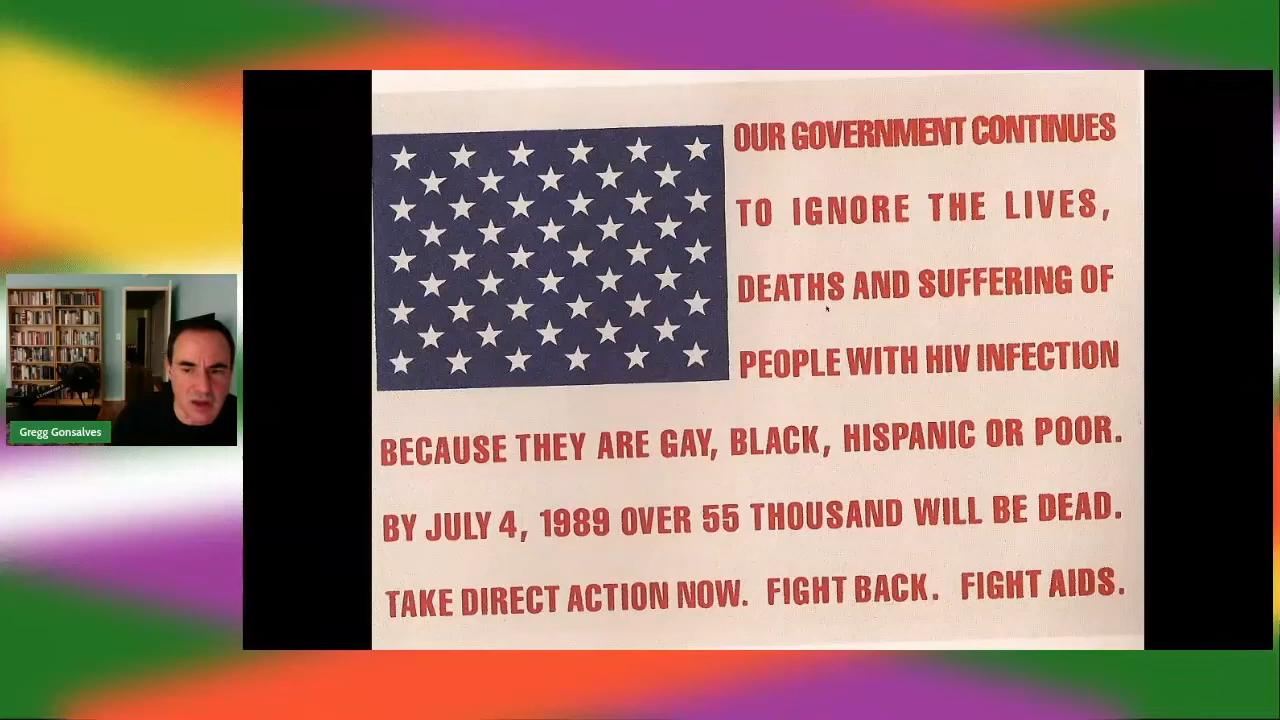 OUR GOVERNMENT CONTINUES
TO IGNORE THE LIVES,
DEATHS AND SUFFERING OF
PEOPLE WITH HIV INFECTION
BECAUSE THEY ARE GAY, BLACK, HISPANIC OR POOR.
BY JULY 4, 1989 OVER 55 THOUSAND WILL BE DEAD.
TAKE DIRECT ACTION NOW. FIGHT BACK. FIGHT AIDS.
Gregg Gonsalves